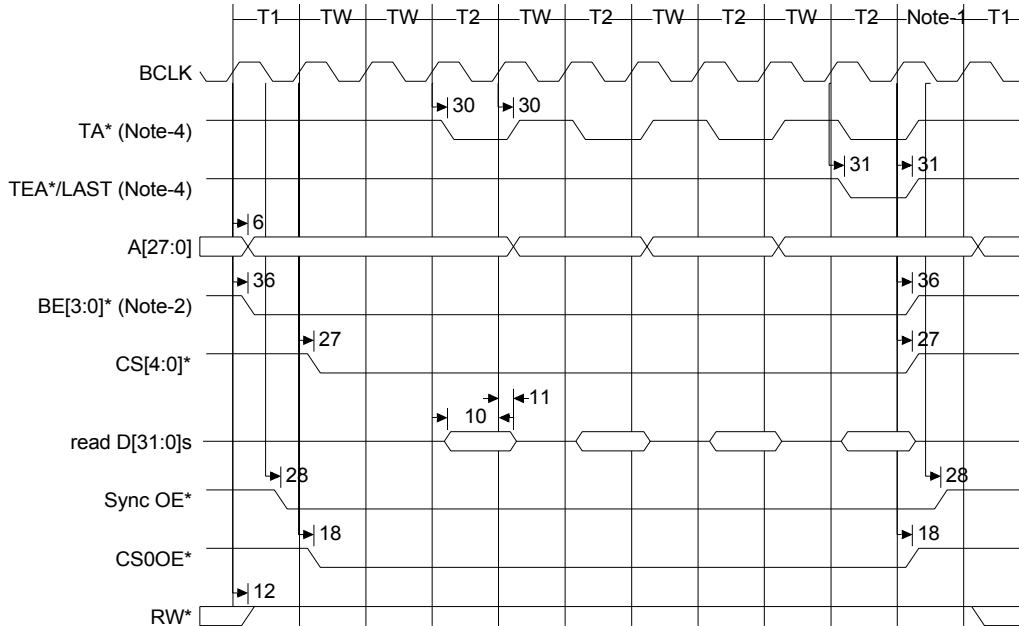 T1 TW TW T2 TW T2 TW T2 TW T2 Note-1 T1
BCLK
30 30
TA* (Note-4)
31 31
TEA*/LAST (Note-4)
6
A[27:0]
36 36
BE[3:0]* (Note-2)
27 27
CS[4:0]*
11
10
read D[31:0]s
28 28
Sync OE*
18 18
CS0OE*
12
RW*